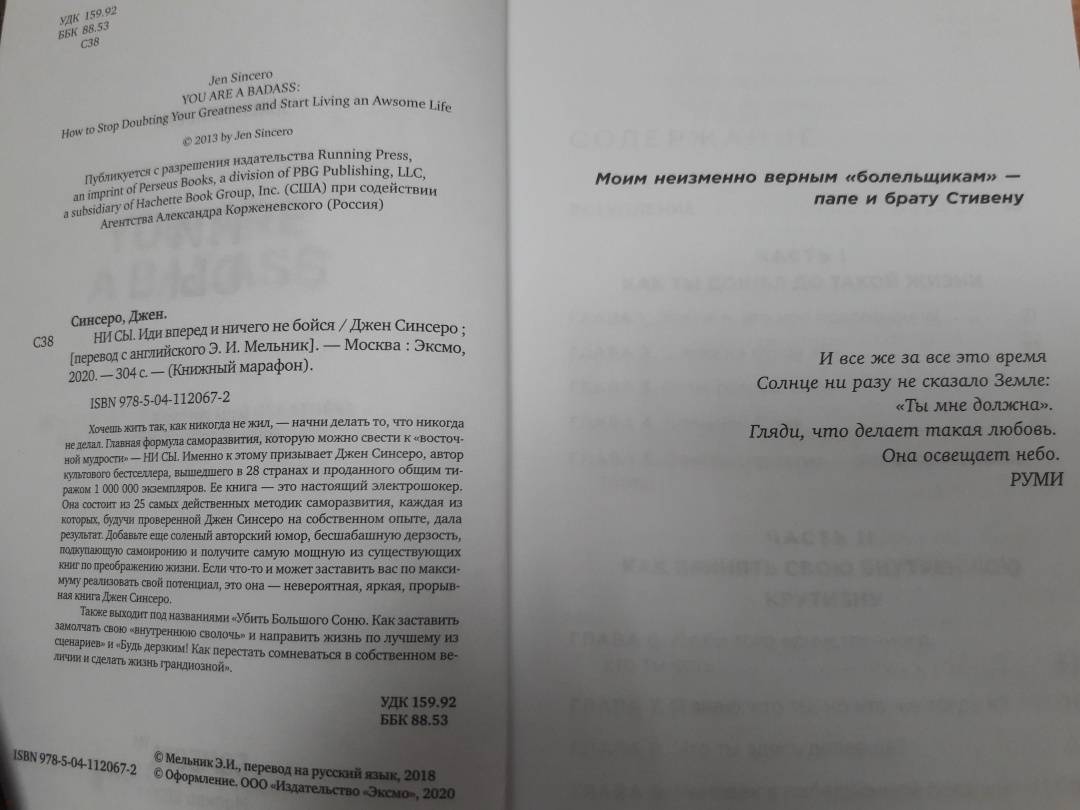 УДК 159.92
ББК 88.53
С38
Jen Sincero
YOU ARE A BADASS:
How to Stop Doubting Your Greatness and Start Living an Awsome Life
© 2013 by Jen Sincero
Публикуется с разрешения издательства Running Press,
an imprint of Perseus Books, a division of PBG Publishing, LLC,
a subsidiary of Hachette Book Group, Inc. (США) при содействии
Агентства Александра Корженевского (Россия)
Синсеро, Джен.
С38 НИ СЫ. Иди вперед и ничего не бойся / Джен Синсеро ;
[перевод с английского Э. И. Мельник]. — Москва : Эксмо,
2020. — 304 с. — (Книжный марафон).
ISBN 978-5-04-112067-2
Хочешь жить так, как никогда не жил, — начни делать то, что никогда
не делал. Главная формула саморазвития, которую можно свести к «восточ-
ной мудрости» — НИ СЫ. Именно к этому призывает Джен Синсеро, автор
культового бестселлера, вышедшего в 28 странах и проданного общим ти-
ражом 1 000 000 экземпляров. Ее книга — это настоящий электрошокер.
Она состоит из 25 самых действенных методик саморазвития, каждая из
которых, будучи проверенной Джен Синсеро на собственном опыте, дала
результат. Добавьте еще соленый авторский юмор, бесшабашную дерзость,
подкупающую самоиронию и получите самую мощную из существующих
книг по преображению жизни. Если что-то и может заставить вас по макси-
муму реализовать свой потенциал, это она — невероятная, яркая, прорыв-
ная книга Джен Синсеро.
Также выходит под названиями «Убить Большого Соню. Как заставить
замолчать свою «внутреннюю сволочь» и направить жизнь по лучшему из
сценариев» и «Будь дерзким! Как перестать сомневаться в собственном ве-
личии и сделать жизнь грандиозной».
УДК 159.92
ББК 88.53
ISBN 978-5-04-112067-2
© Мельник Э.И., перевод на русский язык, 2018
© Оформление. ООО «Издательство «Эксмо», 2020
Моим неизменно верным «болельщикам» —
папе и брату Стивену
И все же за все это время
Солнце ни разу не сказало Земле:
«Ты мне должна».
Гляди, что делает такая любовь.
Она освещает небо.
РУМИ